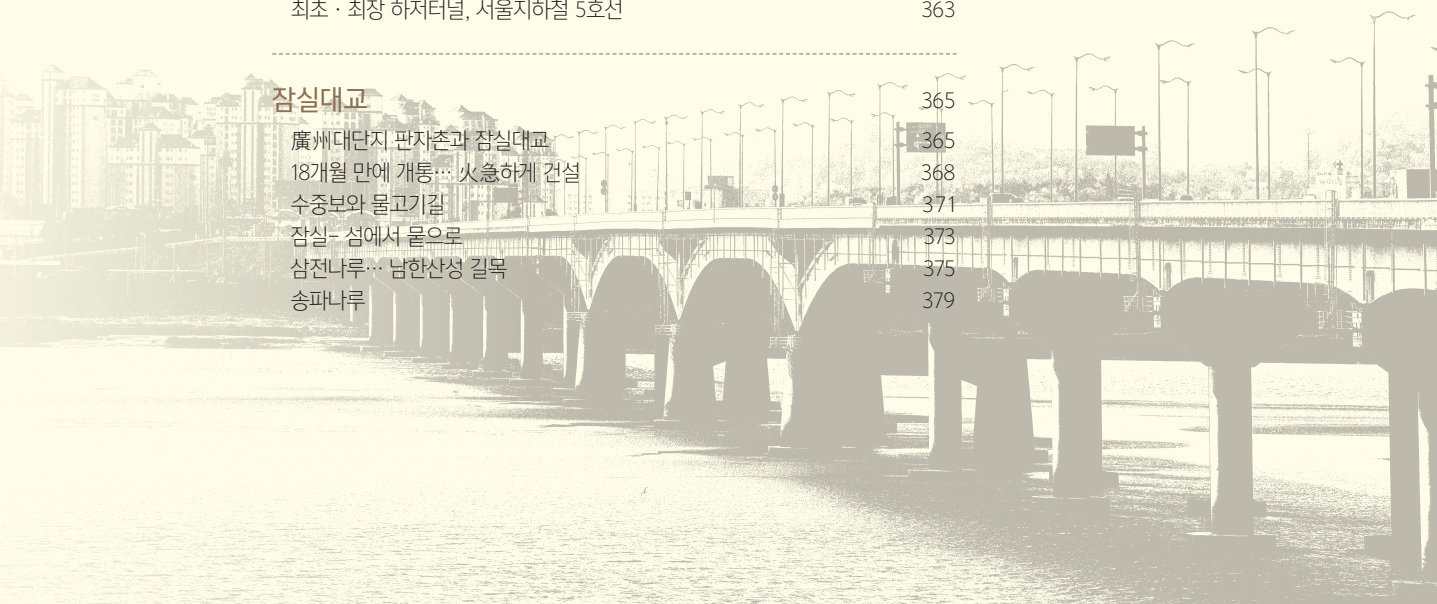 최초 · 최장 하저터널, 서울지하철 5호선 363
잠실대교 365
廣州대단지 판자촌과 잠실대교 365
18개월 만에 개통… 火急하게 건설 368
수중보와 물고기길 371
잠실– 섬에서 뭍으로 373
삼전나루… 남한산성 길목 375
송파나루 379